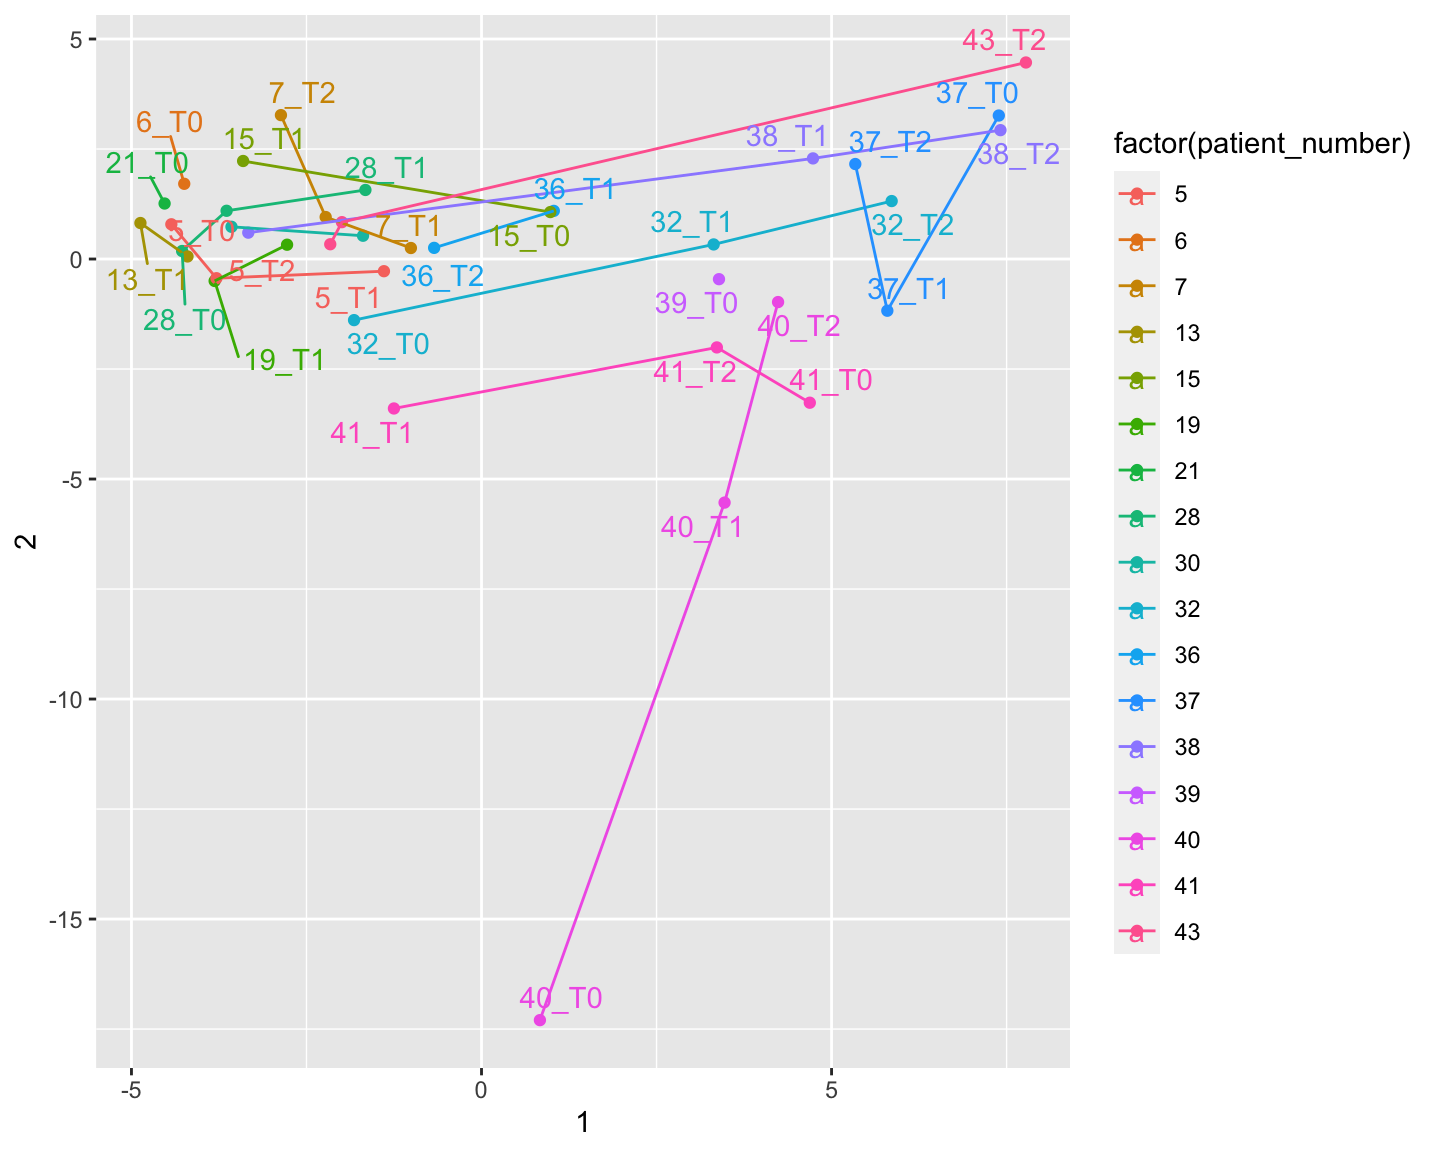 5
0
-5
-10
-15
2
-5
0
5
1
43_T2
7_T2
37_T0
6_T0
15_T1
38_T1
37_T2
21_T0
28_T1
38_T2
36_T1
5_T0
7_T1
15_T0
32_T1
32_T2
13_T1
5_T2
36_T2
37_T1
5_T1
39_T0
28_T0
40_T2
32_T0
19_T1
41_T2
41_T0
41_T1
40_T1
40_T0
factor(patient_number)
a 5
a 6
a 7
a 13
a 15
a 19
a 21
a 28
a 30
a 32
a 36
a 37
a 38
a 39
a 40
a 41
a 43